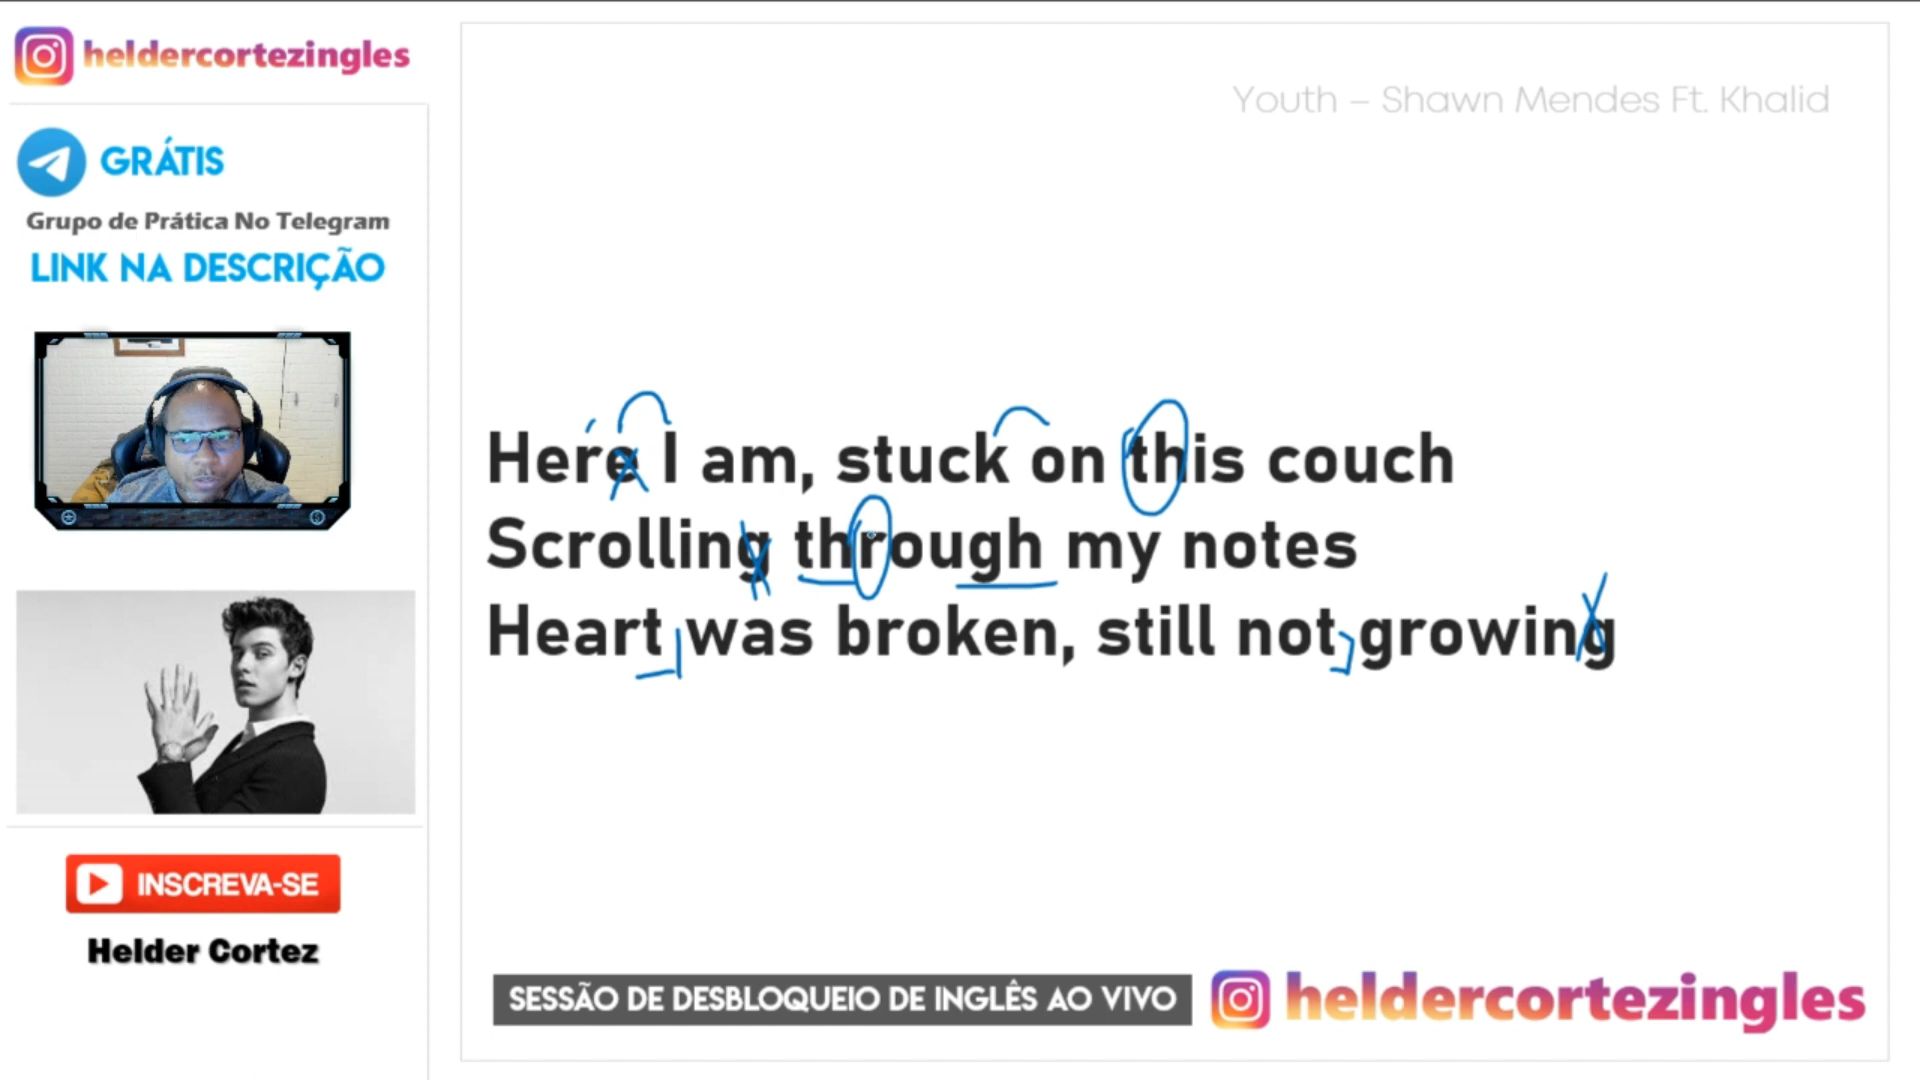 heldercortezingles
GRÁTIS
Grupo de Prática No Telegram
LINK NA DESCRIÇÃO
INSCREVA-SE
Helder Cortez
Youth – Shawn Mendes Ft. Khalid
Here I am, stuck on this couch
Scrolling through my notes
Heart was broken, still not growing
SESSÃO DE DESBLOQUEIO DE INGLÊS AO VIVO
heldercortezingles